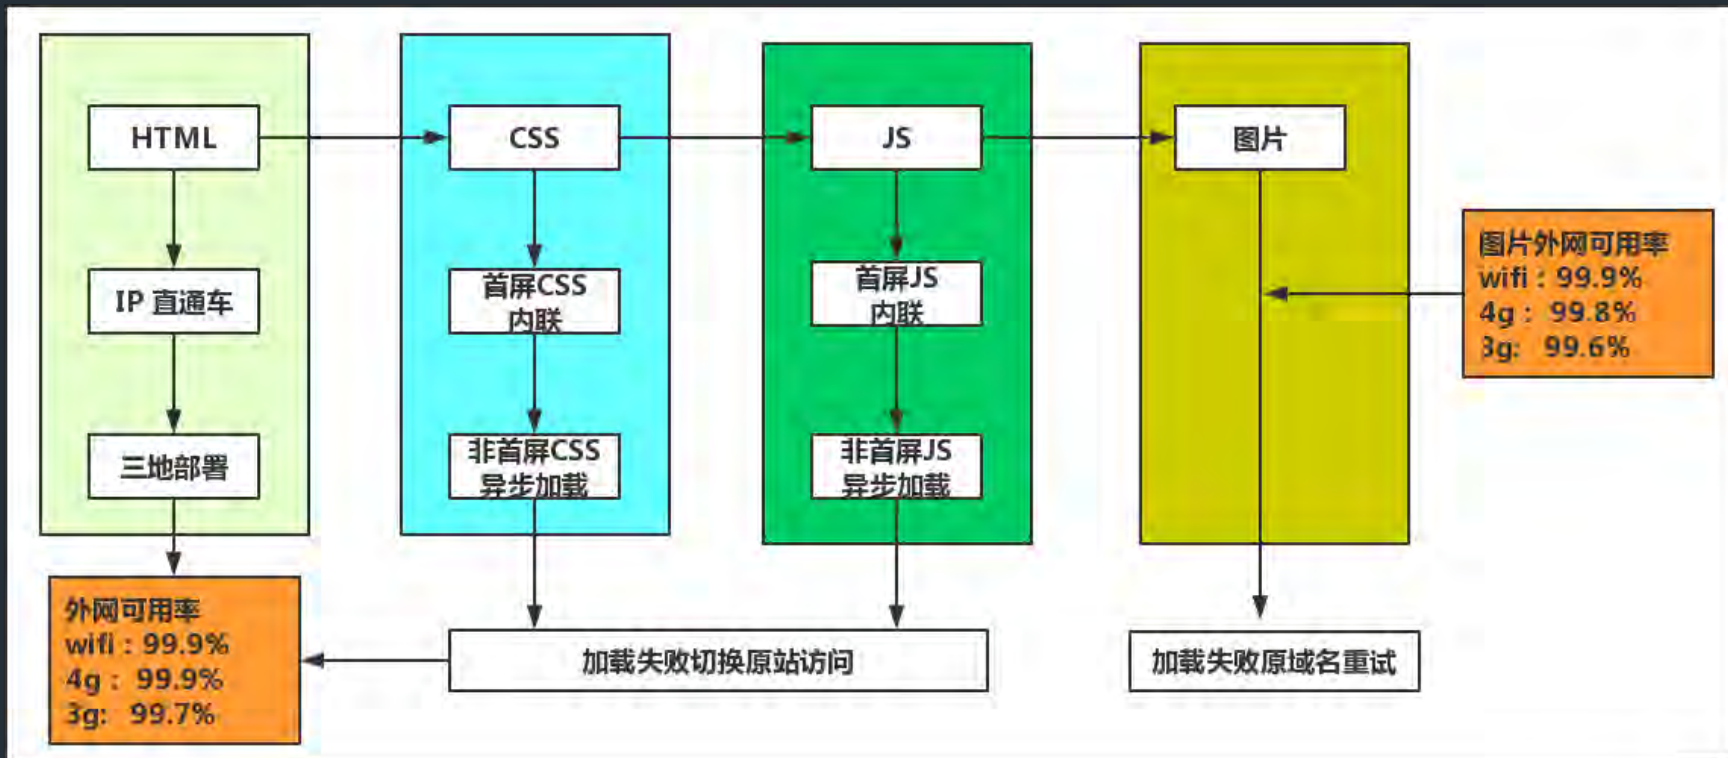 HTML
CSS
JS
图片
IP 直通车
首屏CSS
内联
首屏JS
内联
图片外网可用率
wifi：99.9%
4g： 99.8%
3g: 99.6%
三地部署
非首屏CSS
异步加载
非首屏JS
异步加载
外网可用率
wifi：99.9%
4g： 99.9%
3g: 99.7%
加载失败切换原站访问
加载失败原域名重试